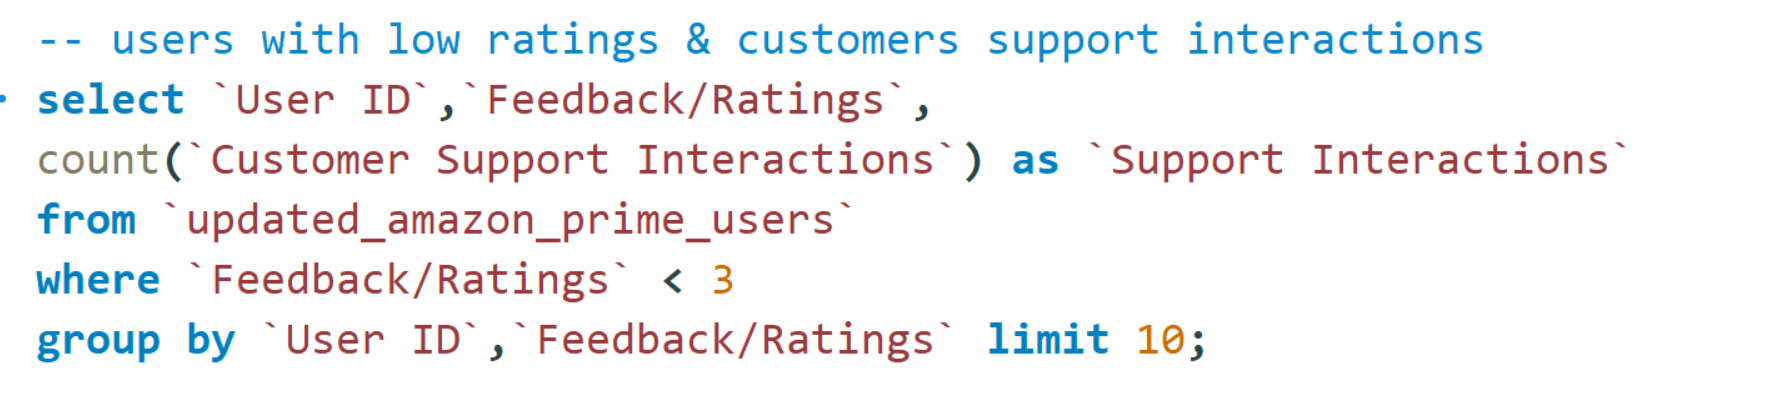 -- users with low ratings & customers support interactions
select `User ID`,`Feedback/Ratings`,
count(`Customer Support Interactions`) as `Support Interactions`
from `updated_amazon_prime_users`
where `Feedback/Ratings` < 3
group by `User ID`,`Feedback/Ratings` limit 10;